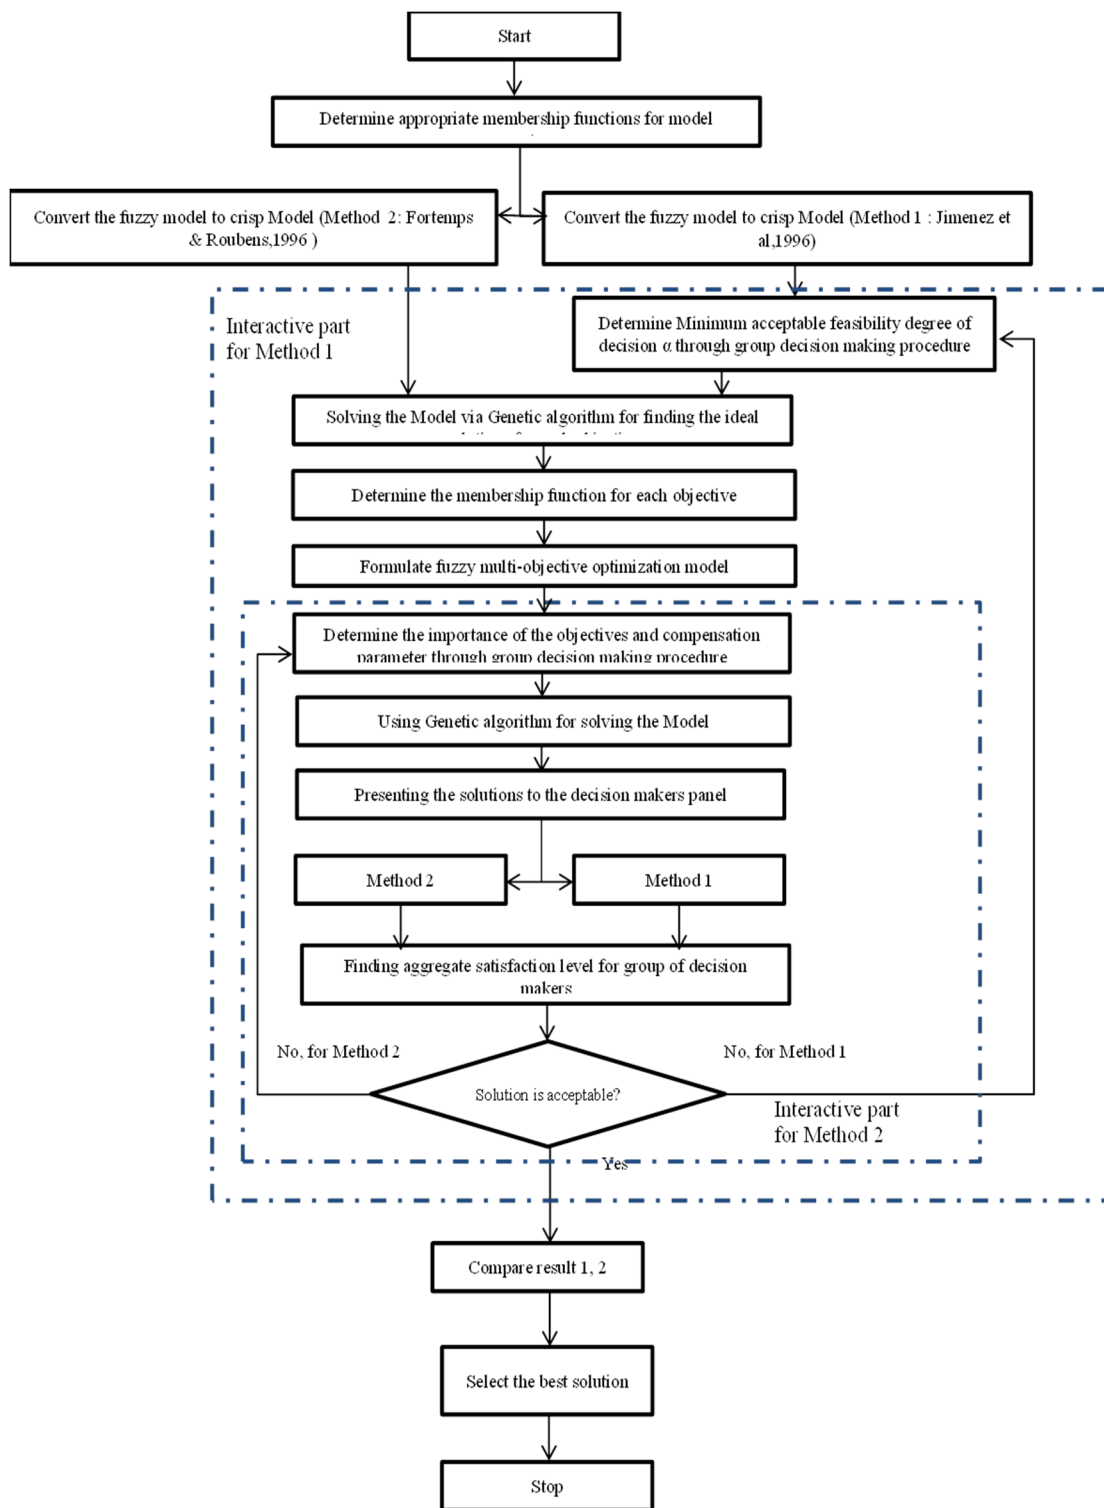 Start
Determine appropriate membership functions for model
Convert the fuzzy model to crisp Model (Method 2: Fortemps
& Roubens,1996 )
Convert the fuzzy model to crisp Model (Method 1 : Jimenez et
al,1996)
Interactive part
for Method 1
Determine Minimum acceptable feasibility degree of
decision α through group decision making procedure
Solving the Model via Genetic algorithm for finding the ideal
Determine the membership function for each objective
Formulate fuzzy multi-objective optimization model
Determine the importance of the objectives and compensation
parameter through group decision making procedure
Using Genetic algorithm for solving the Model
Presenting the solutions to the decision makers panel
Method 2
Method 1
Finding aggregate satisfaction level for group of decision
makers
No, for Method 2
No, for Method 1
Solution is acceptable?
Interactive part
for Method 2
Yes
Compare result 1, 2
Select the best solution
Stop